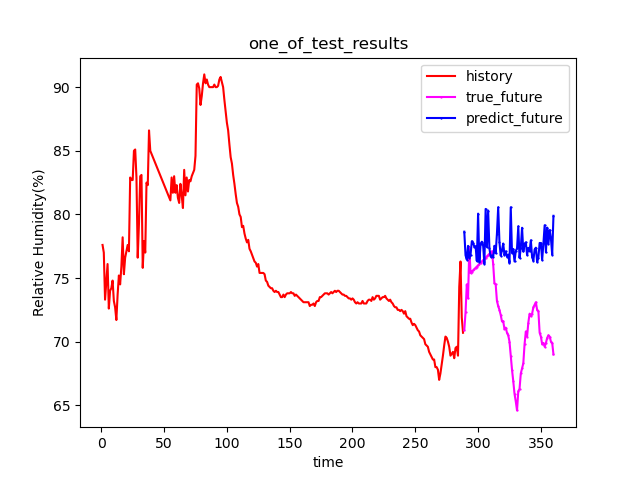 one_of_test_results
history
true_future
predict_future
Relative Humidity(%)
90
85
80
75
70
65
0 50 100 150 200 250 300 350
time